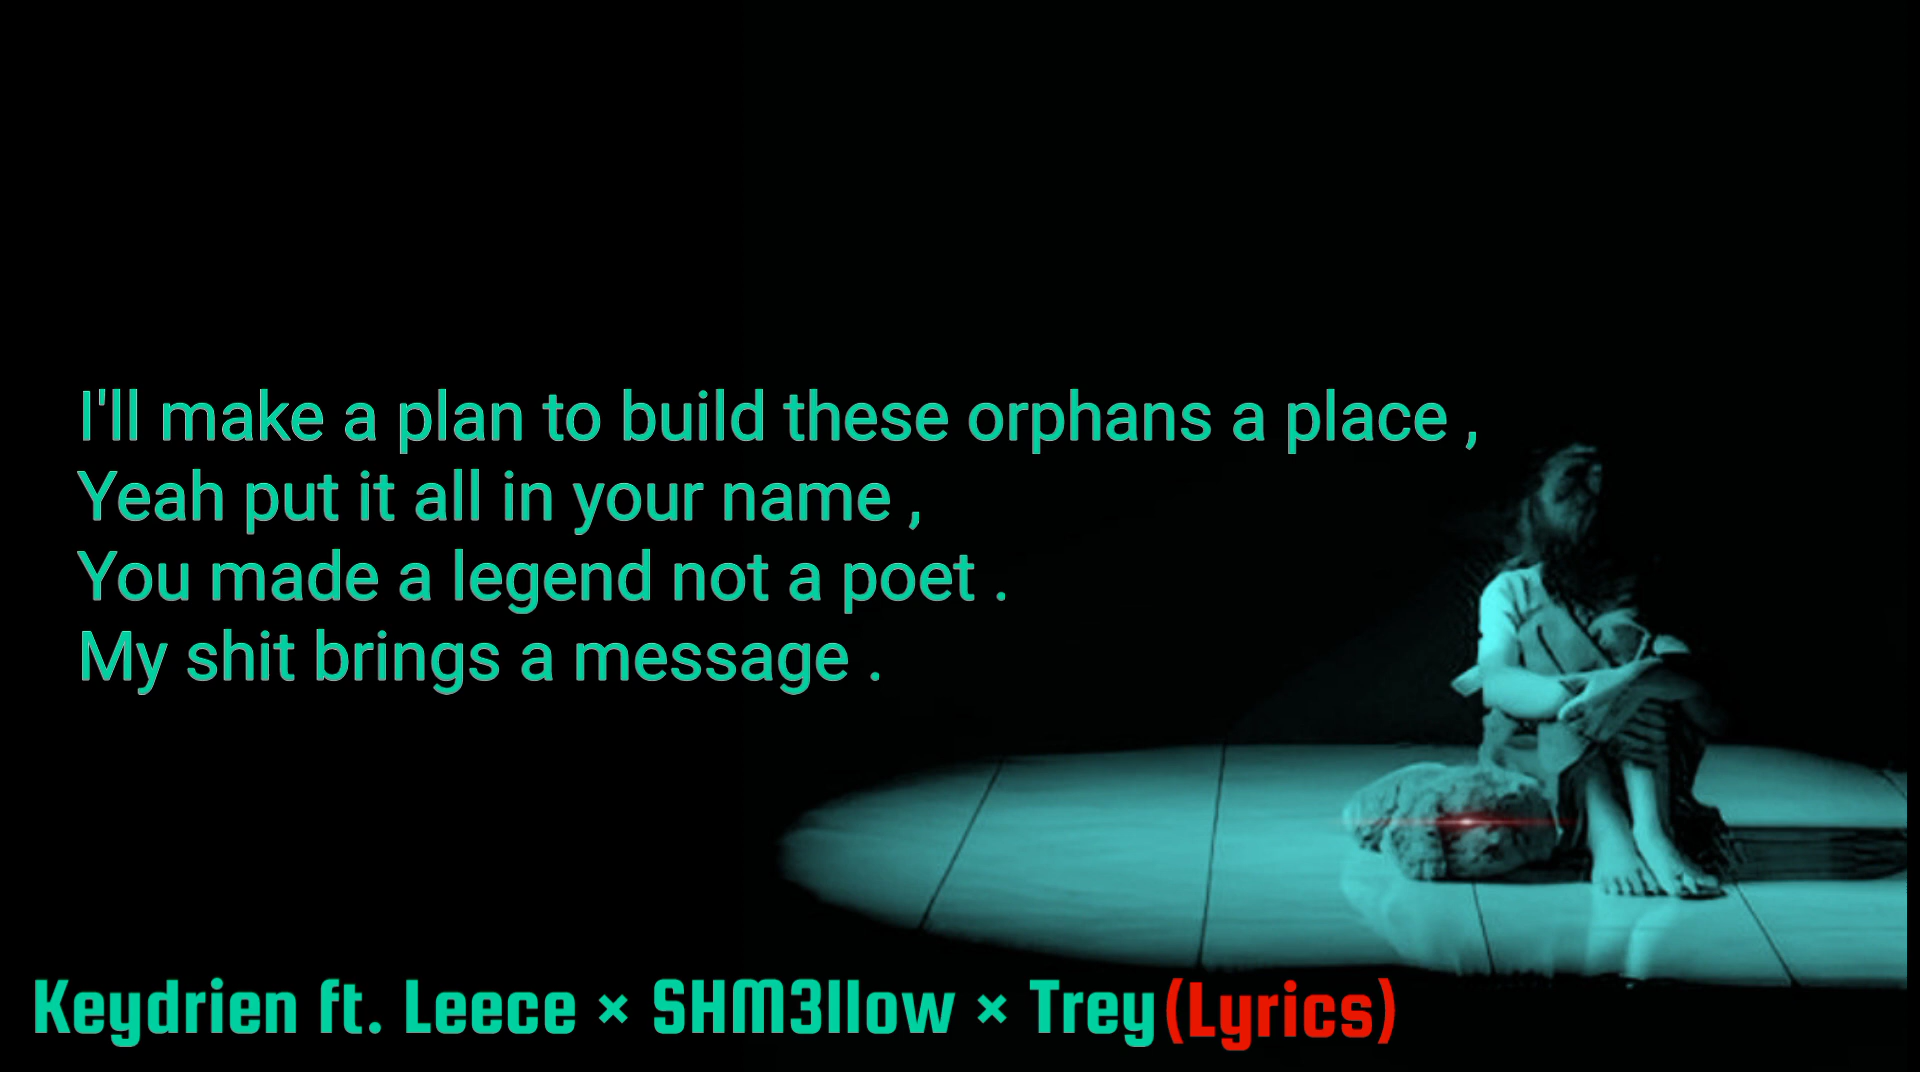 I'll make a plan to build these orphans a place ,
Yeah put it all in your name ,
You made a legend not a poet .
My shit brings a message .
Keydrien ft. Leece × SHM3llow × Trey(Lyrics)